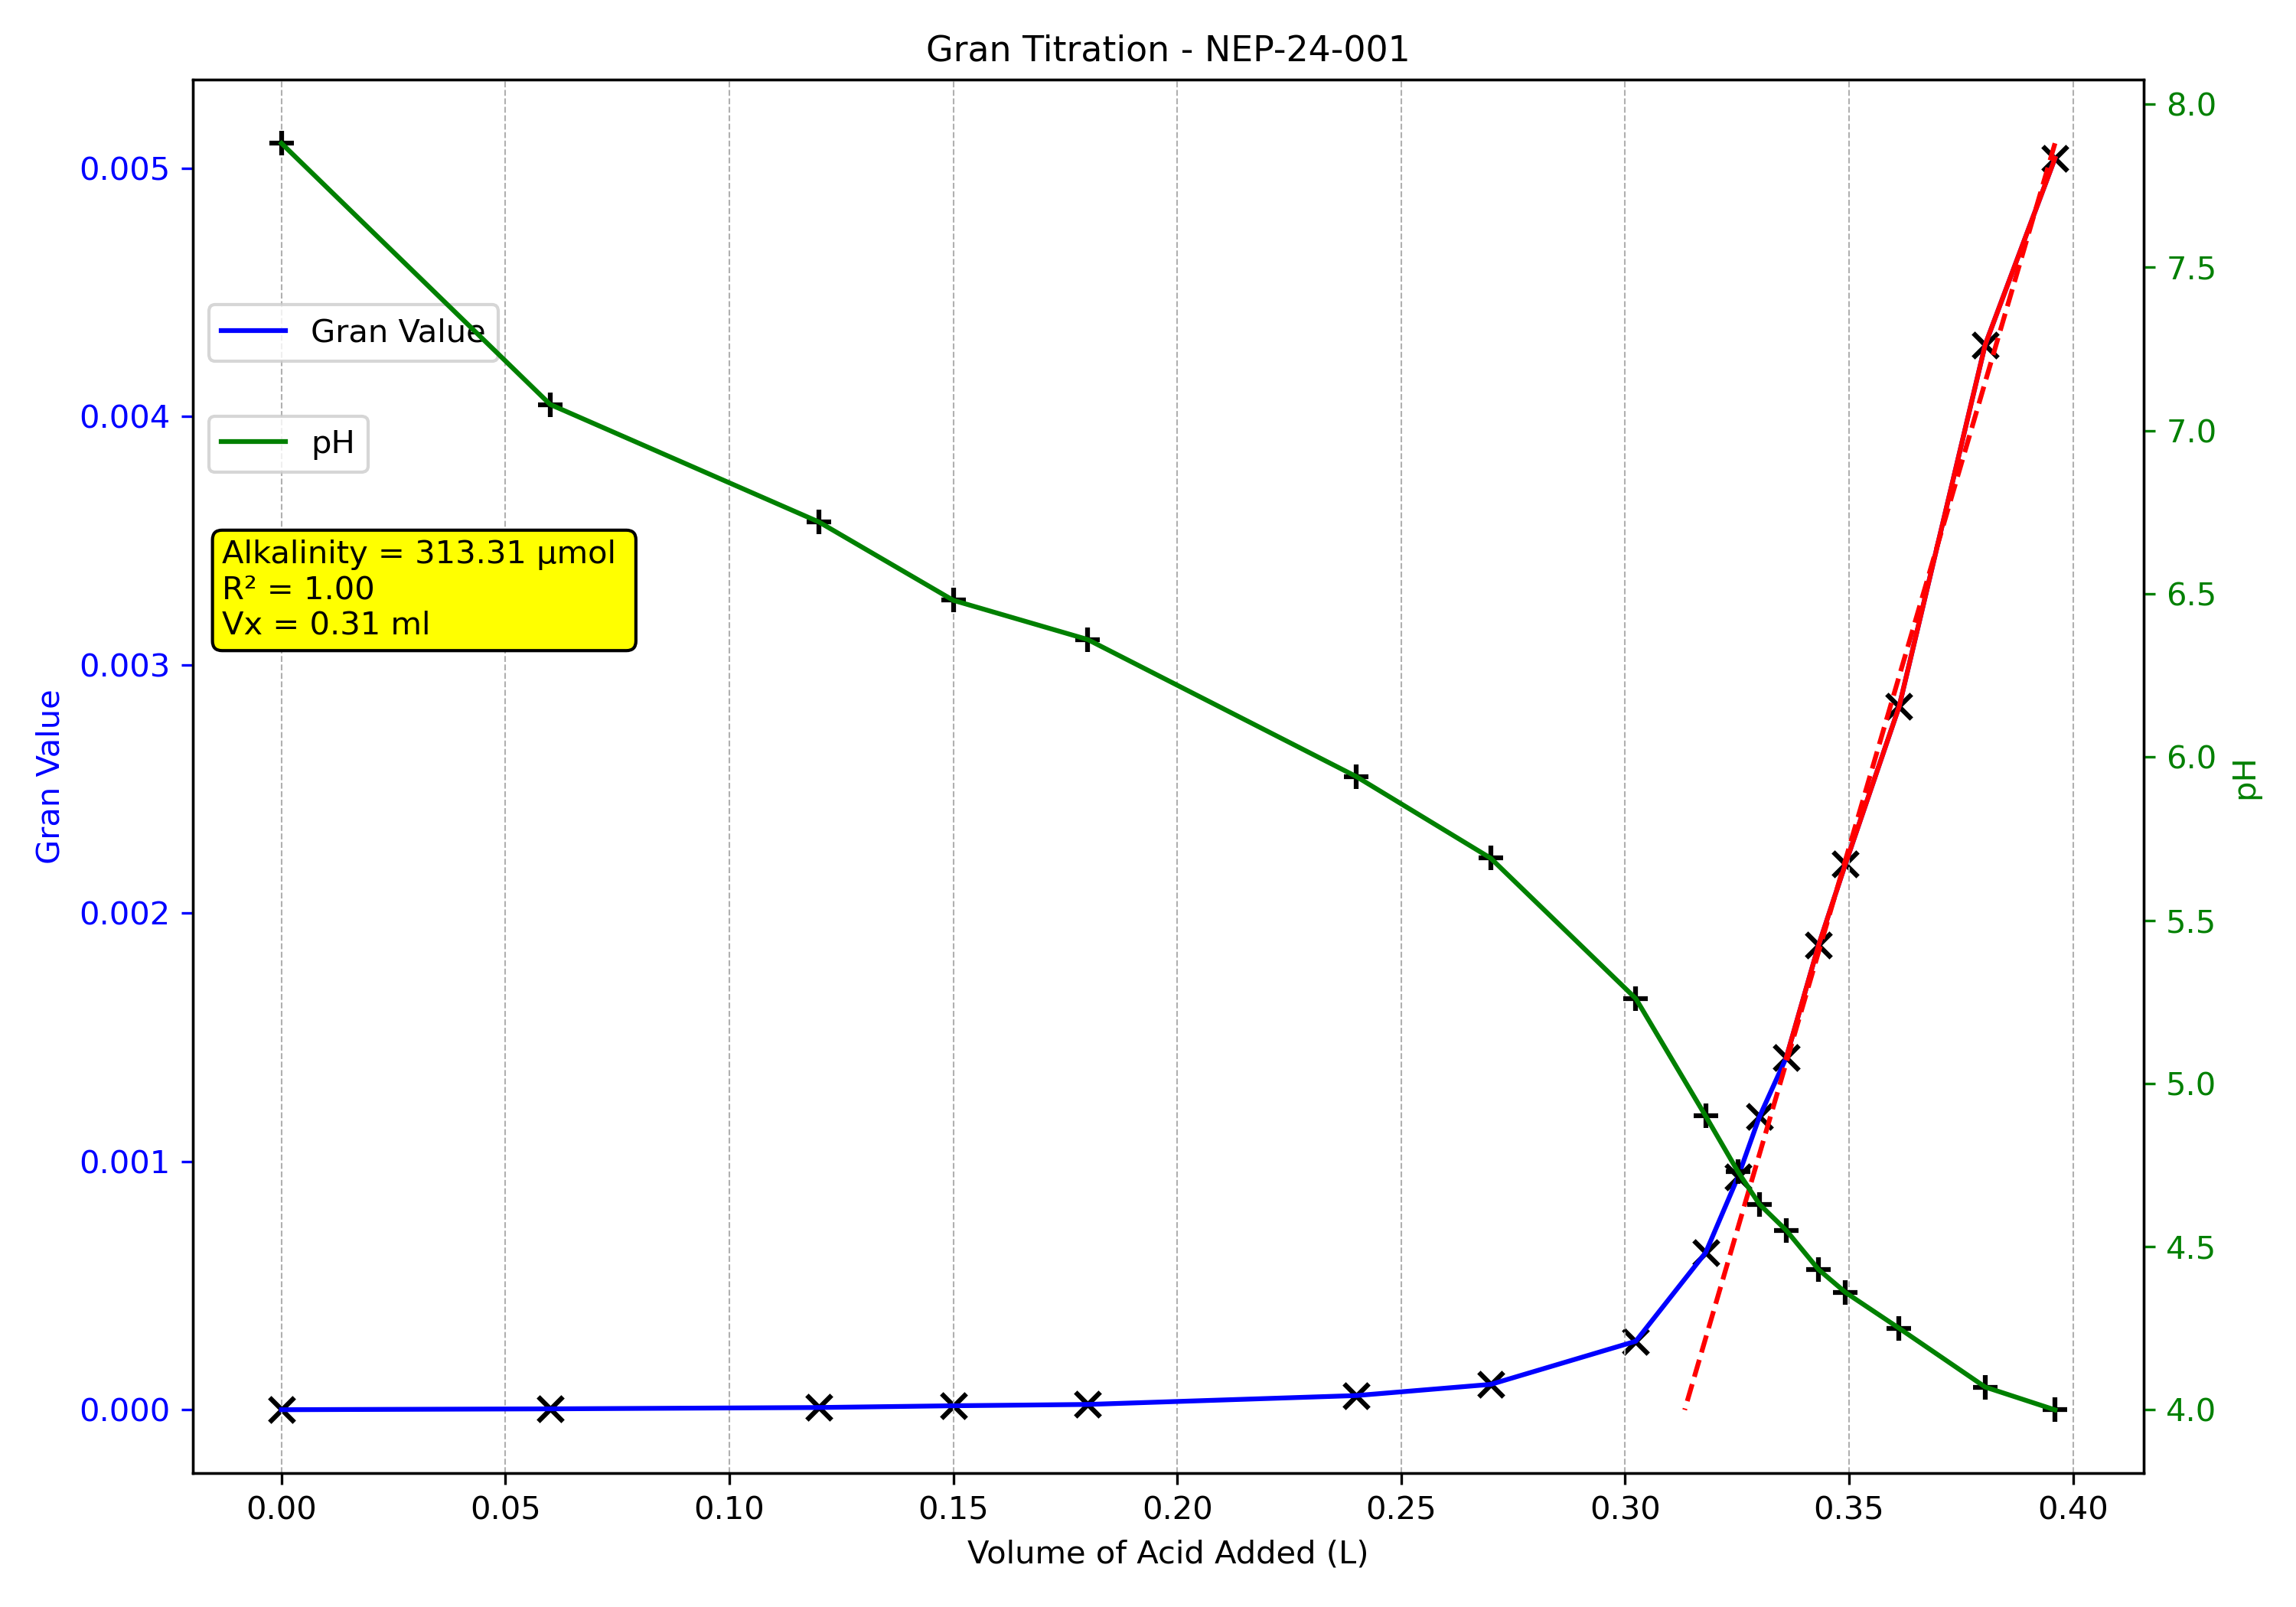 Gran Titration - NEP-24-001
Gran Value
pH
Alkalinity = 313.31 μmol
R² = 1.00
Vx = 0.31 ml
0.005
0.004
0.003
0.002
0.001
0.000
Gran Value
8.0
7.5
7.0
6.5
6.0
5.5
5.0
4.5
4.0
pH
0.00 0.05 0.10 0.15 0.20 0.25 0.30 0.35 0.40
Volume of Acid Added (L)